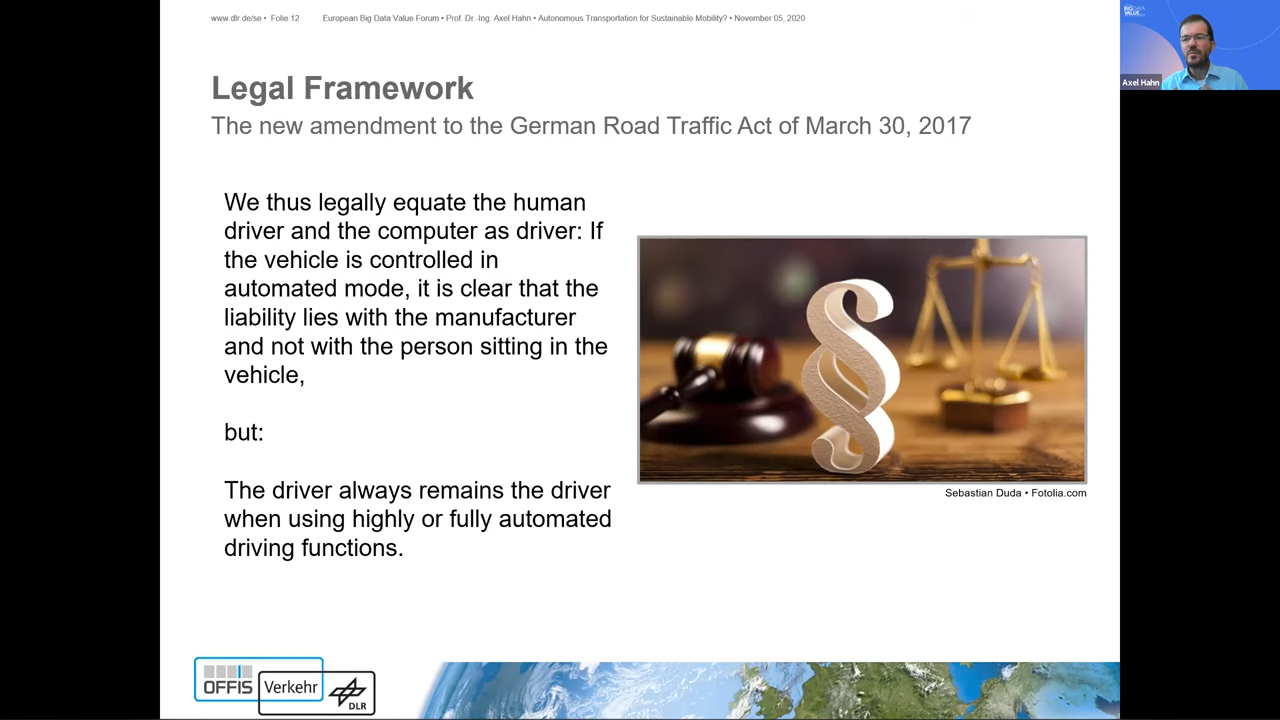 www.dlr.de/se • Folie 12 European Big Data Value Forum • Prof. Dr.-Ing. Axel Hahn • Autonomous Transportation for Sustainable Mobility? • November 05, 2020
BIG DATA
VALUE
Axel Hahn
Legal Framework
The new amendment to the German Road Traffic Act of March 30, 2017
We thus legally equate the human
driver and the computer as driver: If
the vehicle is controlled in
automated mode, it is clear that the
liability lies with the manufacturer
and not with the person sitting in the
vehicle,
but:
The driver always remains the driver
when using highly or fully automated
driving functions.
§
Sebastian Duda • Fotolia.com
OFFIS
Verkehr
DLR